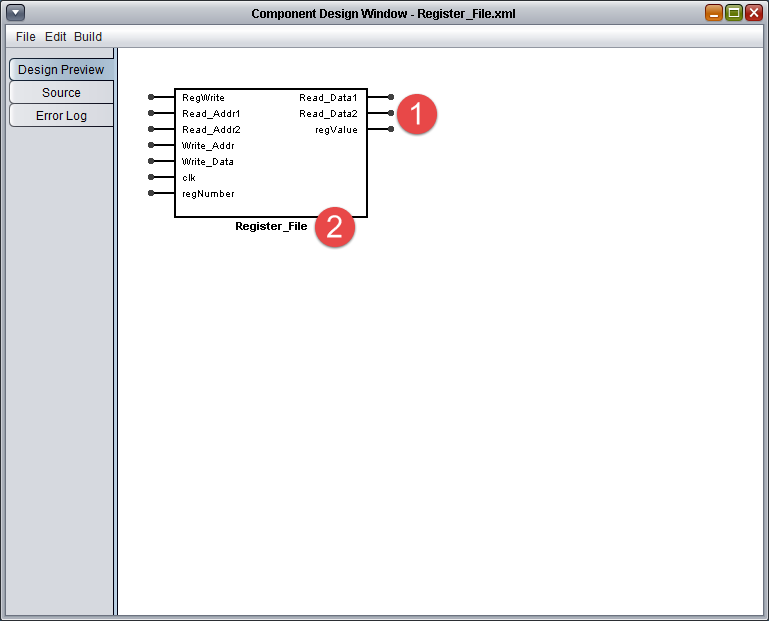 Component Design Window - Register_File.xml
File Edit Build
Design Preview
Source
Error Log
RegWrite Read_Data1
Read_Addr1 Read_Data2
Read_Addr2 regValue
Write_Addr
Write_Data
clk
regNumber
1
Register_File
2